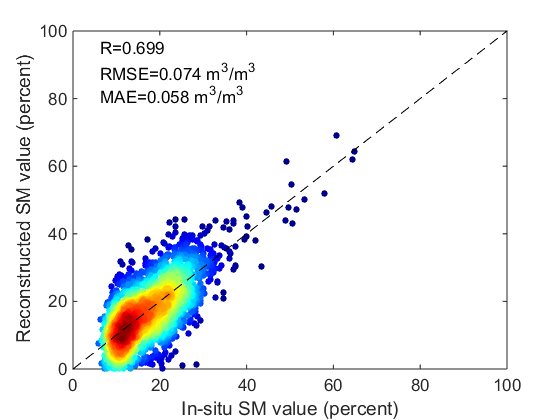 R=0.699
RMSE=0.074 m³/m³
MAE=0.058 m³/m³
100
80
60
40
20
0
Reconstructed SM value (percent)
0 20 40 60 80 100
In-situ SM value (percent)